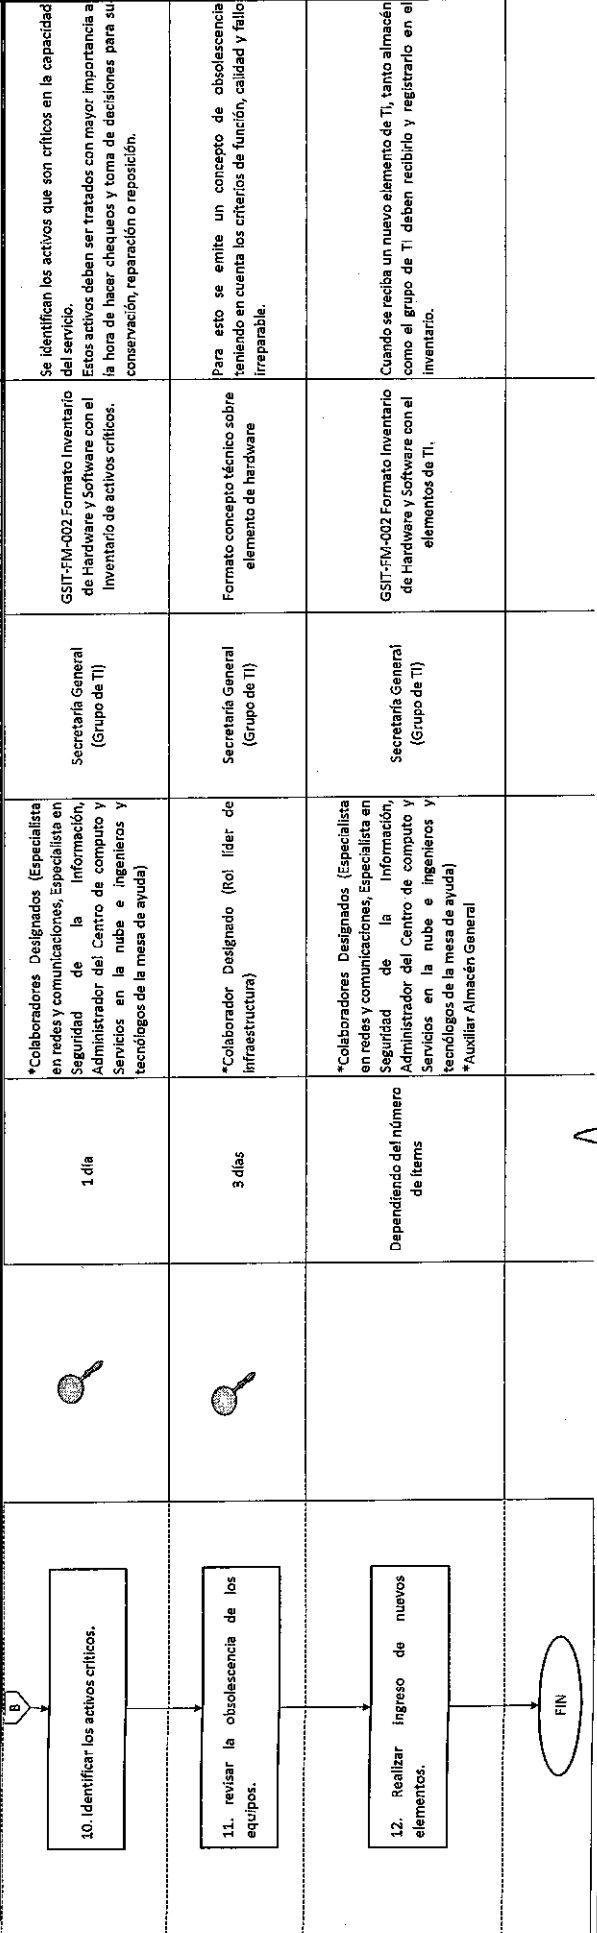 B
10. Identificar los activos críticos.
1 día
*Colaboradores Designados (Especialista
en redes y comunicaciones, Especialista en
Seguridad de la Información,
Administrador del Centro de computo y
Servicios en la nube e ingenieros y
tecnólogos de la mesa de ayuda)
Secretaría General
(Grupo de TI)
GSIT-FM-002 Formato Inventario
de Hardware y Software con el
Inventario de activos críticos.
Se identifican los activos que son críticos en la capacidad
del servicio.
Estos activos deben ser tratados con mayor importancia a
la hora de hacer chequeos y toma de decisiones para su
conservación, reparación o reposición.
11. revisar la obsolescencia de los
equipos.
3 días
*Colaborador Designado (Rol líder de
infraestructura)
Secretaría General
(Grupo de TI)
Formato concepto técnico sobre
elemento de hardware
Para esto se emite un concepto de obsolescencia
teniendo en cuenta los criterios de función, calidad y fallo
irreparable.
12. Realizar ingreso de nuevos
elementos.
Dependiendo del número
de ítems
*Colaboradores Designados (Especialista
en redes y comunicaciones, Especialista en
Seguridad de la Información,
Administrador del Centro de computo y
Servicios en la nube e ingenieros y
tecnólogos de la mesa de ayuda)
*Auxiliar Almacén General
Secretaría General
(Grupo de TI)
GSIT-FM-002 Formato Inventario
de Hardware y Software con el
elementos de TI.
Cuando se reciba un nuevo elemento de TI, tanto almacén
como el grupo de TI deben recibirlo y registrarlo en el
inventario.
FIN